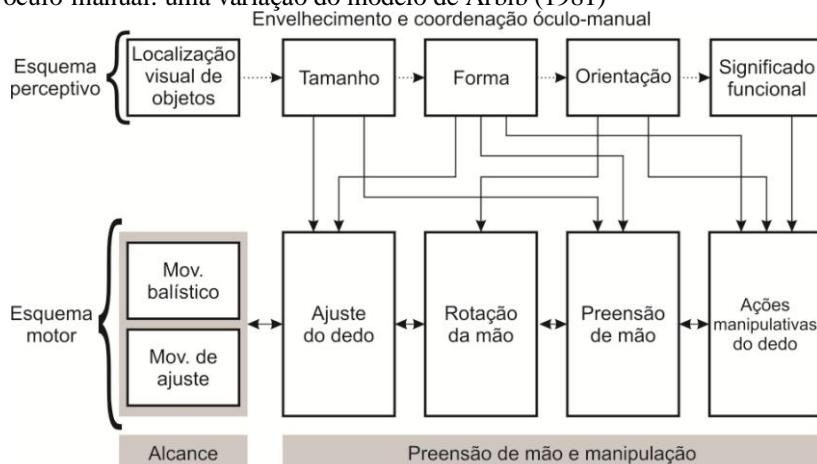 óculo-manual: uma variação do modelo de Arbib (1981)
Envelhecimento e coordenação óculo-manual
Esquema
perceptivo
Localização
visual de
objetos
Tamanho
Forma
Orientação
Significado
funcional
Esquema
motor
Mov.
balístico
Mov. de
ajuste
Ajuste
do dedo
Rotação
da mão
Preensão
de mão
Ações
manipulativas
do dedo
Alcance
Preensão de mão e manipulação